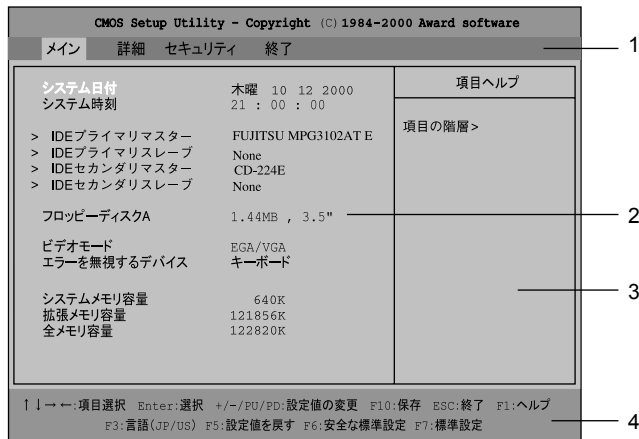 CMOS Setup Utility - Copyright (C) 1984-2000 Award software
メイン 詳細 セキュリティ 終了 1
システム日付 木曜 10 12 2000 項目ヘルプ
システム時刻 21 : 00 : 00
項目の階層>
> IDEプライマリマスター FUJITSU MPG3102AT E
> IDEプライマリスレーブ None
> IDEセカンダリマスター CD-224E
> IDEセカンダリスレーブ None
フロッピーディスクA 1.44MB , 3.5" 2
ビデオモード EGA/VGA
エラーを無視するデバイス キーボード
3
システムメモリ容量 640K
拡張メモリ容量 121856K
全メモリ容量 122820K
↑↓→←:項目選択 Enter:選択 +/-/PU/PD:設定値の変更 F10:保存 ESC:終了 F1:ヘルプ
F3:言語(JP/US) F5:設定値を戻す F6:安全な標準設定 F7:標準設定 4